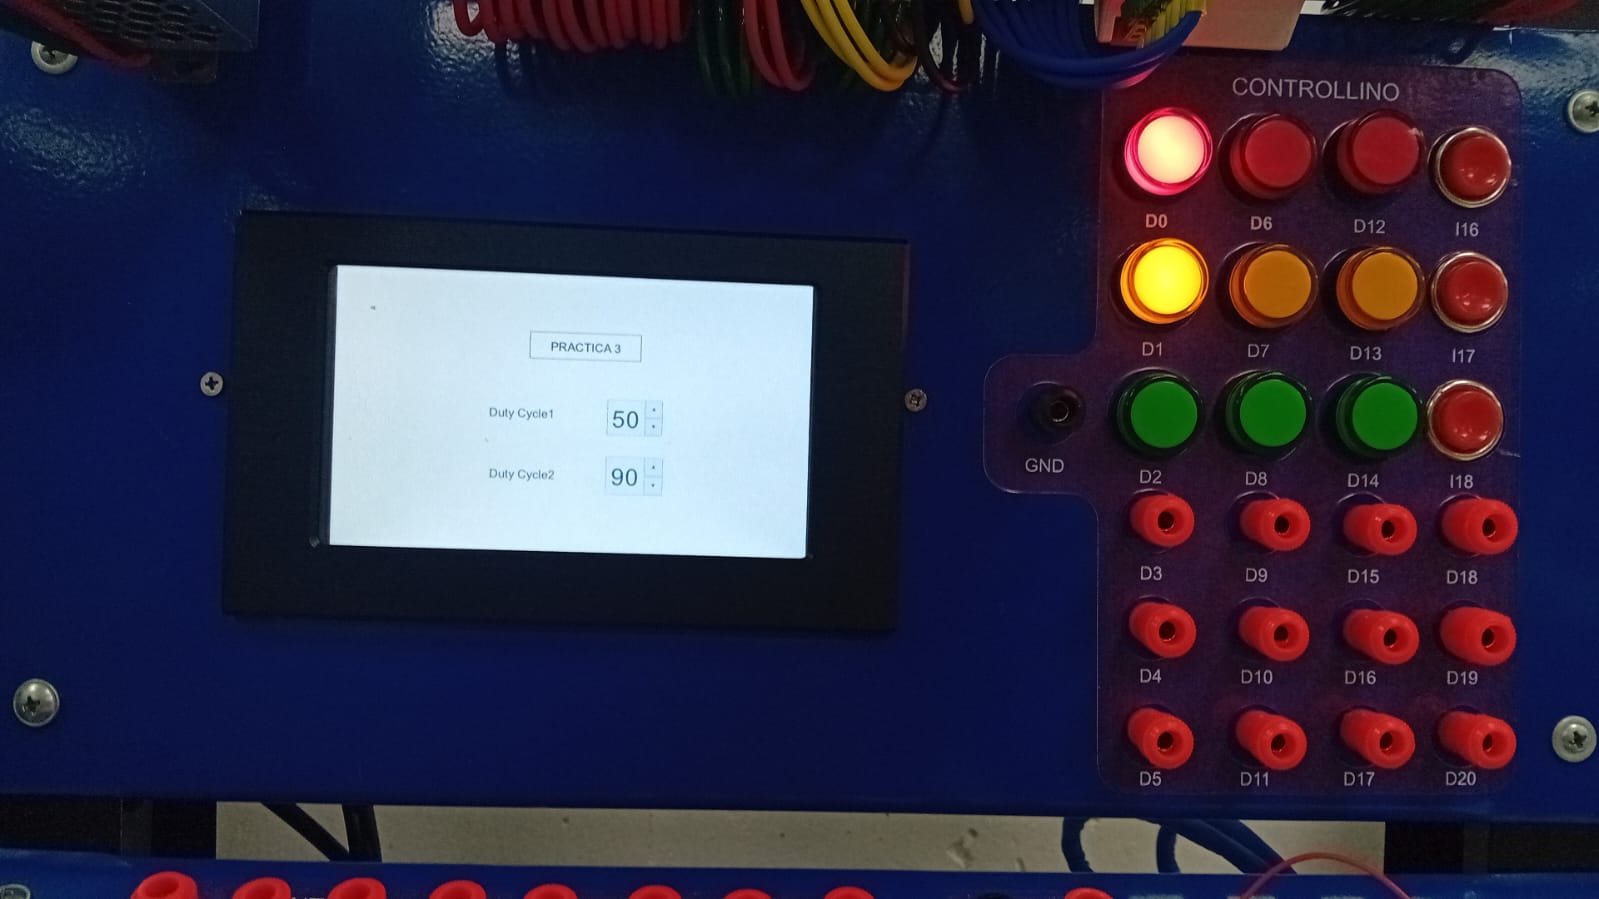 CONTROLLINO
D0 D6 D12 I16
D1 D7 D13 I17
D2 D8 D14 I18
D3 D9 D15 D18
D4 D10 D16 D19
D5 D11 D17 D20
GND
PRACTICA 3
Duty Cycle1 50
Duty Cycle2 90